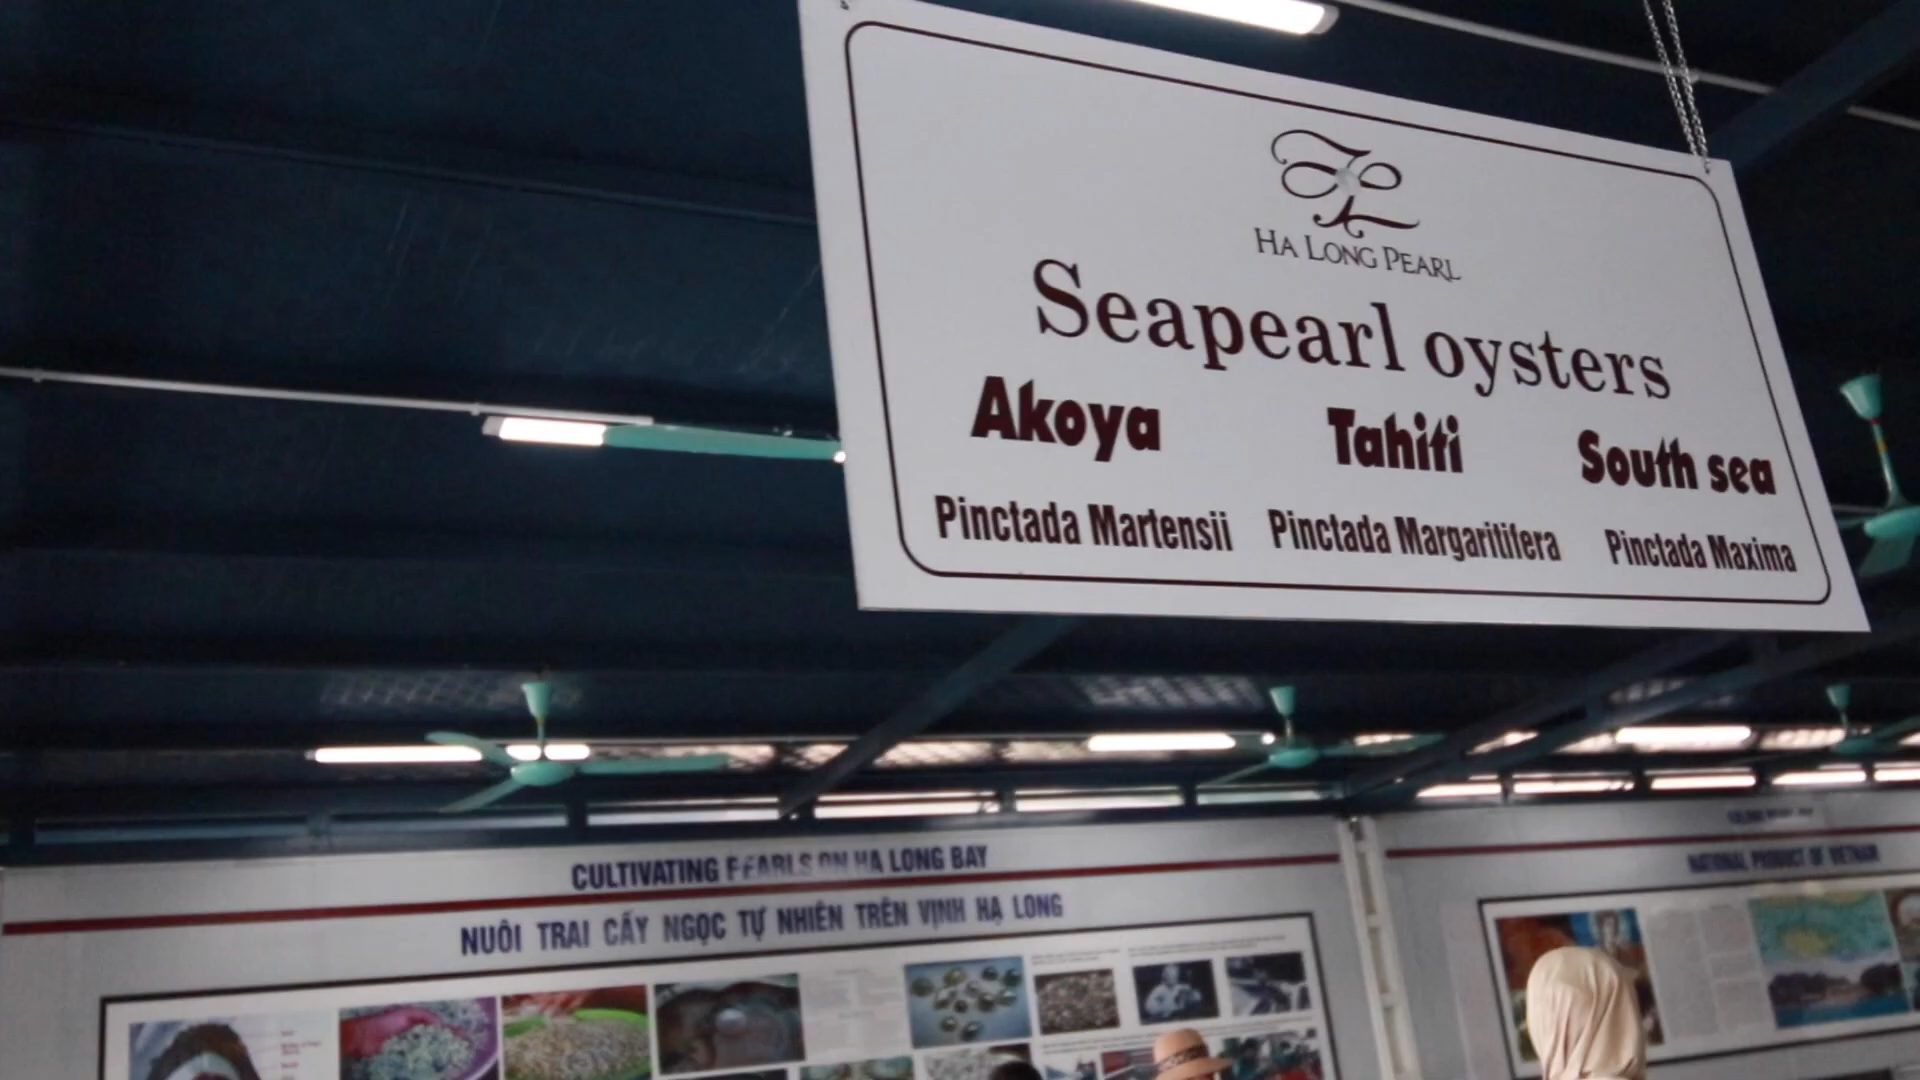 HA LONG PEARL
Seapearl oysters
Akoya Tahiti South sea
Pinctada Martensii Pinctada Margaritifera Pinctada Maxima
CULTIVATING PEARLS ON HA LONG BAY
NUÔI TRAI CẤY NGỌC TỰ NHIÊN TRÊN VỊNH HẠ LONG
NATIONAL PRODUCT OF VIETNAM